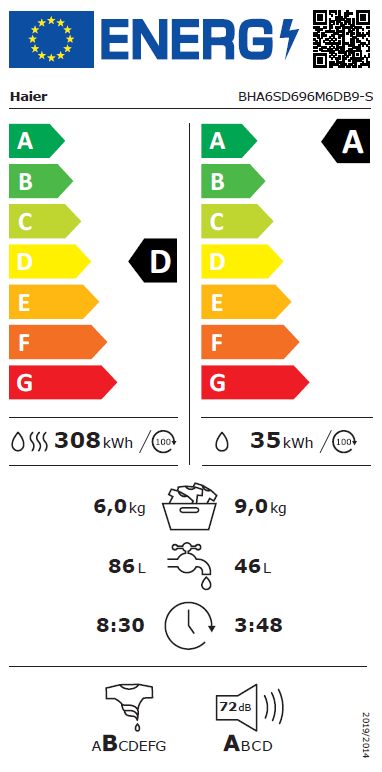 ENERG
Haier BHA6SD696M6DB9-S
A A A
B B
C C
D D D
E E
F F
G G
308 kWh / 100 35 kWh / 100
6,0 kg 9,0 kg
86 L 46 L
8:30 3:48
72 dB
ABCDEFG ABCD
2019/2014